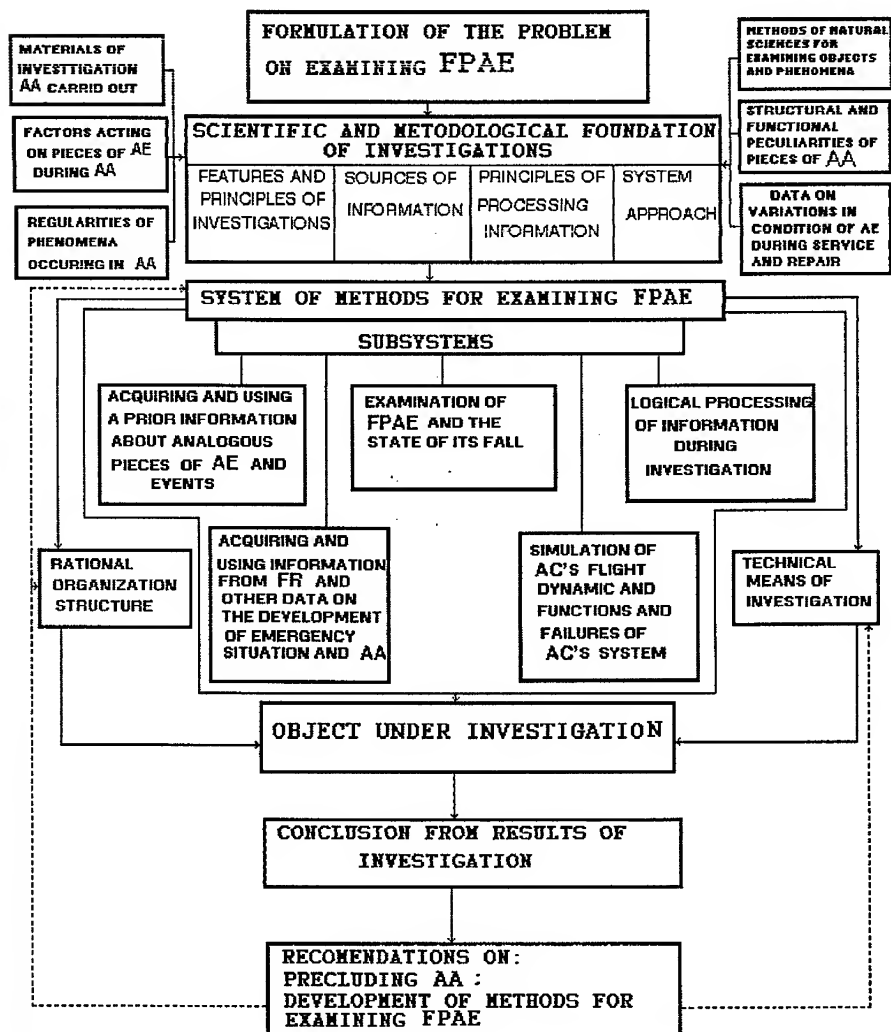 FORMULATION OF THE PROBLEM
ON EXAMINING FPAE
MATERIALS OF
INVESTTIGATION
AA CARRID OUT
FACTORS ACTING
ON PIECES OF AE
DURING AA
REGULARITIES OF
PHENOMENA
OCCURING IN AA
METHODS OF NATURAL
SCIENCES FOR
EXAMINING OBJECTS
AND PHENOMENA
STRUCTURAL AND
FUNCTIONAL
PECULIARITIES OF
PIECES OF AA
DATA ON
VARIATIONS IN
CONDITION OF AE
DURING SERVICE
AND REPAIR
SCIENTIFIC AND METODOLOGICAL FOUNDATION
OF INVESTIGATIONS
FEATURES AND
PRINCIPLES OF
INVESTIGATIONS
SOURCES OF
INFORMATION
PRINCIPLES OF
PROCESSING
INFORMATION
SYSTEM
APPROACH
SYSTEM OF METHODS FOR EXAMINING FPAE
SUBSYSTEMS
ACQUIRING AND USING
A PRIOR INFORMATION
ABOUT ANALOGOUS
PIECES OF AE AND
EVENTS
EXAMINATION OF
FPAE AND THE
STATE OF ITS FALL
LOGICAL PROCESSING
OF INFORMATION
DURING
INVESTIGATION
RATIONAL
ORGANIZATION
STRUCTURE
ACQUIRING AND
USING INFORMATION
FROM FR AND
OTHER DATA ON
THE DEVELOPMENT
OF EMERGENCY
SITUATION AND AA
SIMULATION OF
AC'S FLIGHT
DYNAMIC AND
FUNCTIONS AND
FAILURES OF
AC'S SYSTEM
TECHNICAL
MEANS OF
INVESTIGATION
OBJECT UNDER INVESTIGATION
CONCLUSION FROM RESULTS OF
INVESTIGATION
RECOMENDATIONS ON:
PRECLUDING AA ;
DEVELOPMENT OF METHODS FOR
EXAMINING FPAE